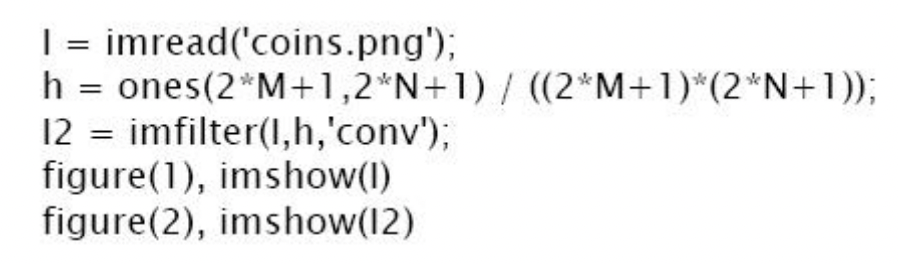 I = imread('coins.png');
h = ones(2*M+1,2*N+1) / ((2*M+1)*(2*N+1));
I2 = imfilter(I,h,'conv');
figure(1), imshow(I)
figure(2), imshow(I2)